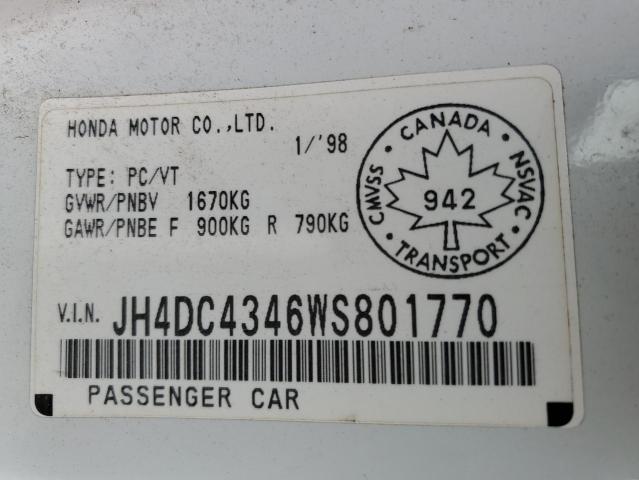 HONDA MOTOR CO.,LTD.
1/'98
TYPE: PC/VT
GVWR/PNBV 1670KG
GAWR/PNBE F 900KG R 790KG
CMVSS • CANADA • NSVAC • TRANSPORT •
942
V.I.N. JH4DC4346WS801770
PASSENGER CAR